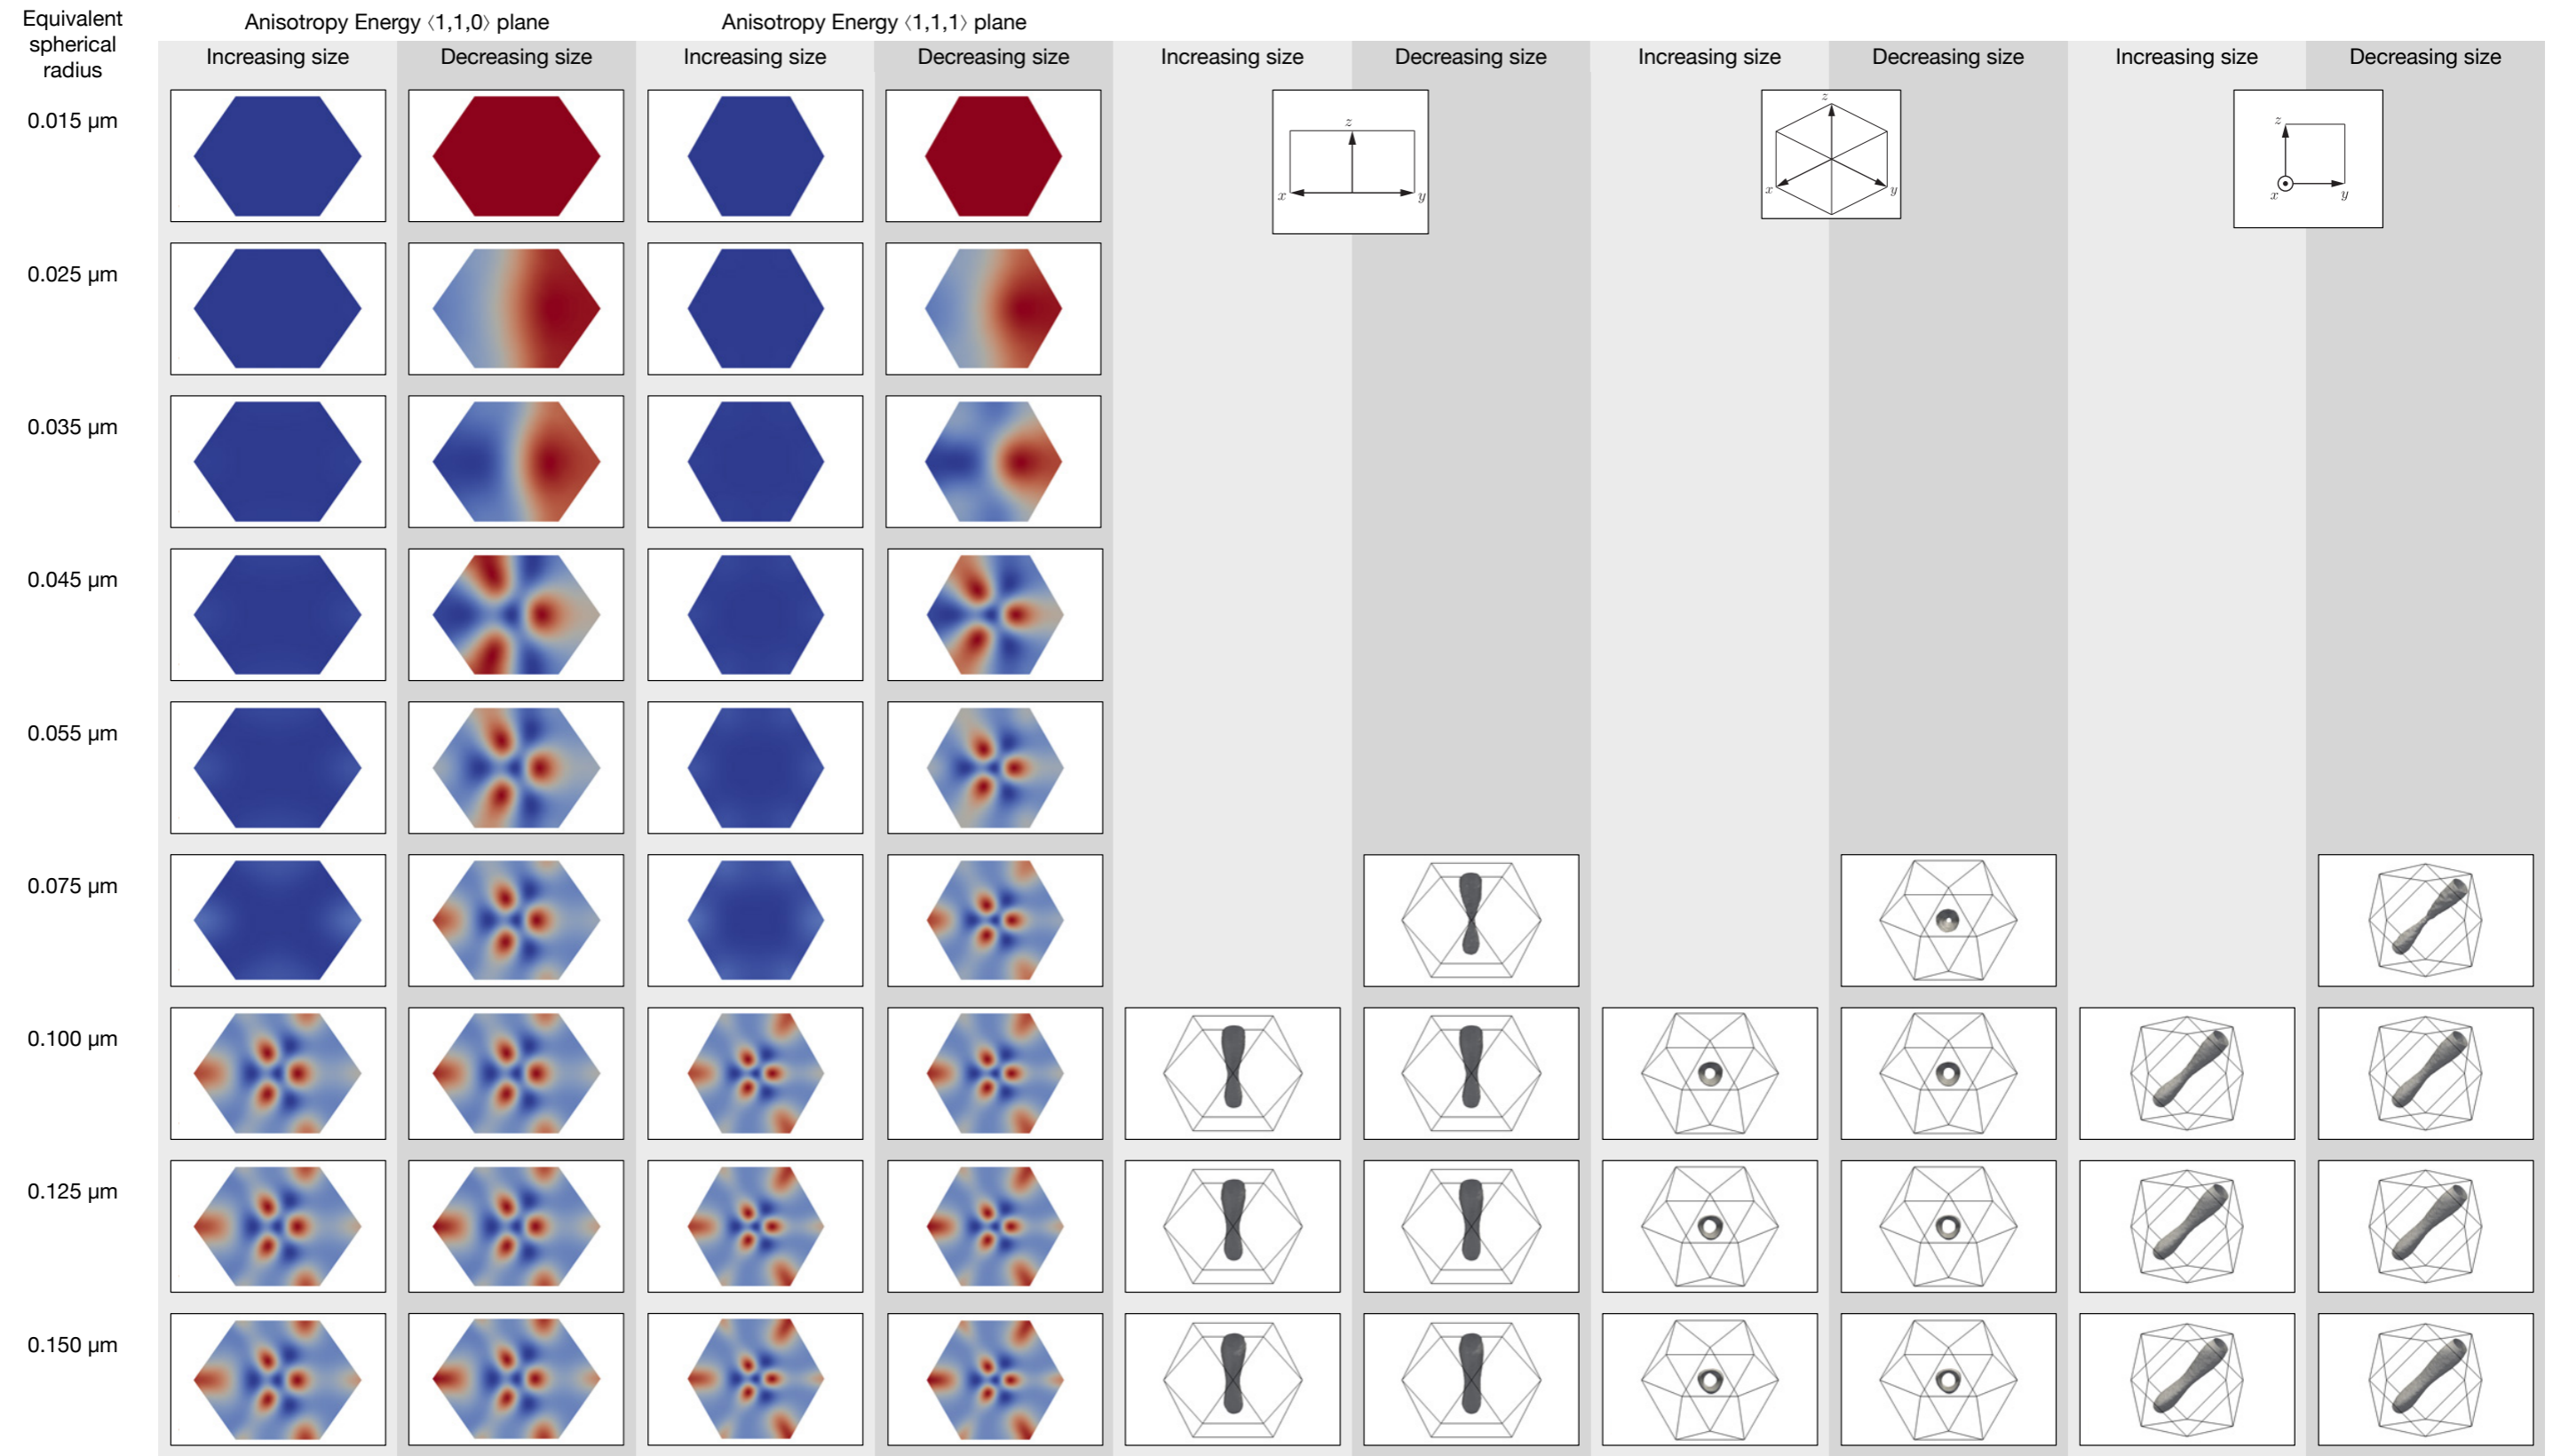 Equivalent
spherical
radius
Anisotropy Energy ⟨1,1,0⟩ plane
Anisotropy Energy ⟨1,1,1⟩ plane
Increasing size
Decreasing size
Increasing size
Decreasing size
Increasing size
Decreasing size
Increasing size
Decreasing size
Increasing size
Decreasing size
0.015 µm
z
x
y
z
x
y
z
x
y
0.025 µm
0.035 µm
0.045 µm
0.055 µm
0.075 µm
0.100 µm
0.125 µm
0.150 µm